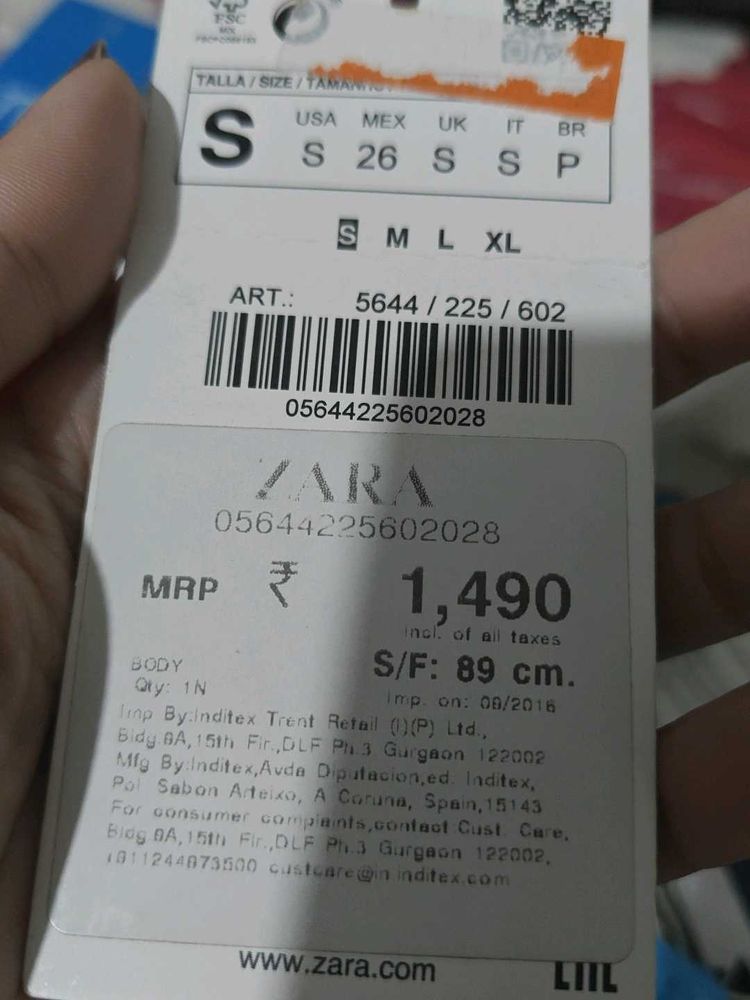 FSC
MIX
TALLA / SIZE / TAMANHO
S
USA MEX UK IT BR
S 26 S S P
S M L XL
ART.: 5644 / 225 / 602
05644225602028
ZARA
05644225602028
MRP ₹ 1,490
incl. of all taxes
BODY
S/F: 89 cm.
Qty: 1N
Imp. on: 08/2016
Imp By:Inditex Trent Retail (I)(P) Ltd.,
Bldg.8A,15th Flr.,DLF Ph.3 Gurgaon 122002
Mfg By:Inditex,Avda Diputacion,ed. Inditex,
Pol Sabon Arteixo, A Coruna, Spain,15143
For consumer complaints,contact Cust. Care,
Bldg.8A,15th Flr.,DLF Ph.3 Gurgaon 122002,
custcare@in.inditex.com
www.zara.com